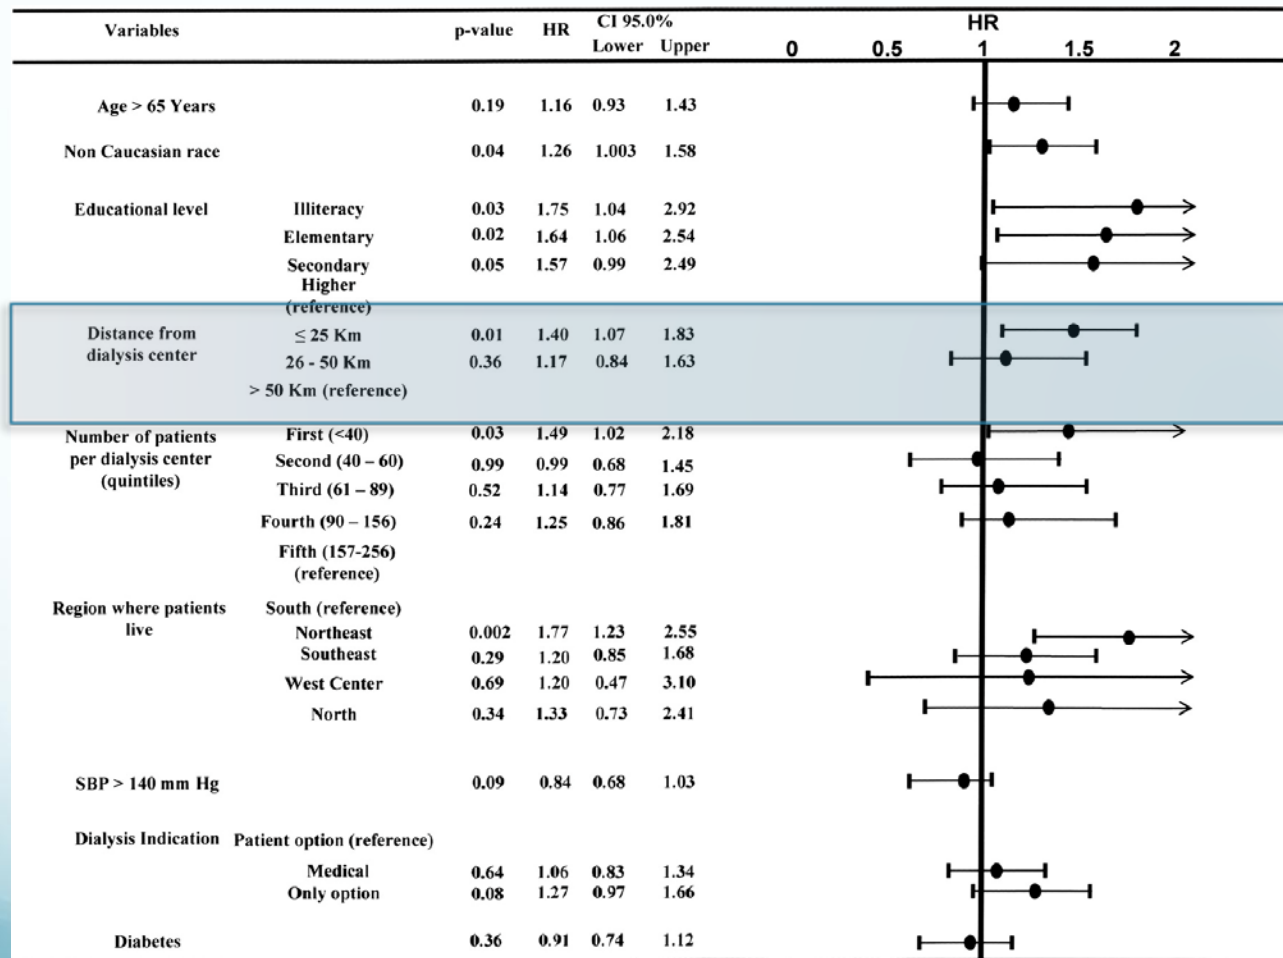 Variables p-value HR CI 95.0% HR
Lower Upper 0 0.5 1 1.5 2
Age > 65 Years 0.19 1.16 0.93 1.43
Non Caucasian race 0.04 1.26 1.003 1.58
Educational level Illiteracy 0.03 1.75 1.04 2.92
Elementary 0.02 1.64 1.06 2.54
Secondary 0.05 1.57 0.99 2.49
Higher
(reference)
Distance from ≤ 25 Km 0.01 1.40 1.07 1.83
dialysis center 26 - 50 Km 0.36 1.17 0.84 1.63
> 50 Km (reference)
Number of patients First (<40) 0.03 1.49 1.02 2.18
per dialysis center Second (40 – 60) 0.99 0.99 0.68 1.45
(quintiles) Third (61 – 89) 0.52 1.14 0.77 1.69
Fourth (90 – 156) 0.24 1.25 0.86 1.81
Fifth (157-256)
(reference)
Region where patients South (reference)
live Northeast 0.002 1.77 1.23 2.55
Southeast 0.29 1.20 0.85 1.68
West Center 0.69 1.20 0.47 3.10
North 0.34 1.33 0.73 2.41
SBP > 140 mm Hg 0.09 0.84 0.68 1.03
Dialysis Indication Patient option (reference)
Medical 0.64 1.06 0.83 1.34
Only option 0.08 1.27 0.97 1.66
Diabetes 0.36 0.91 0.74 1.12